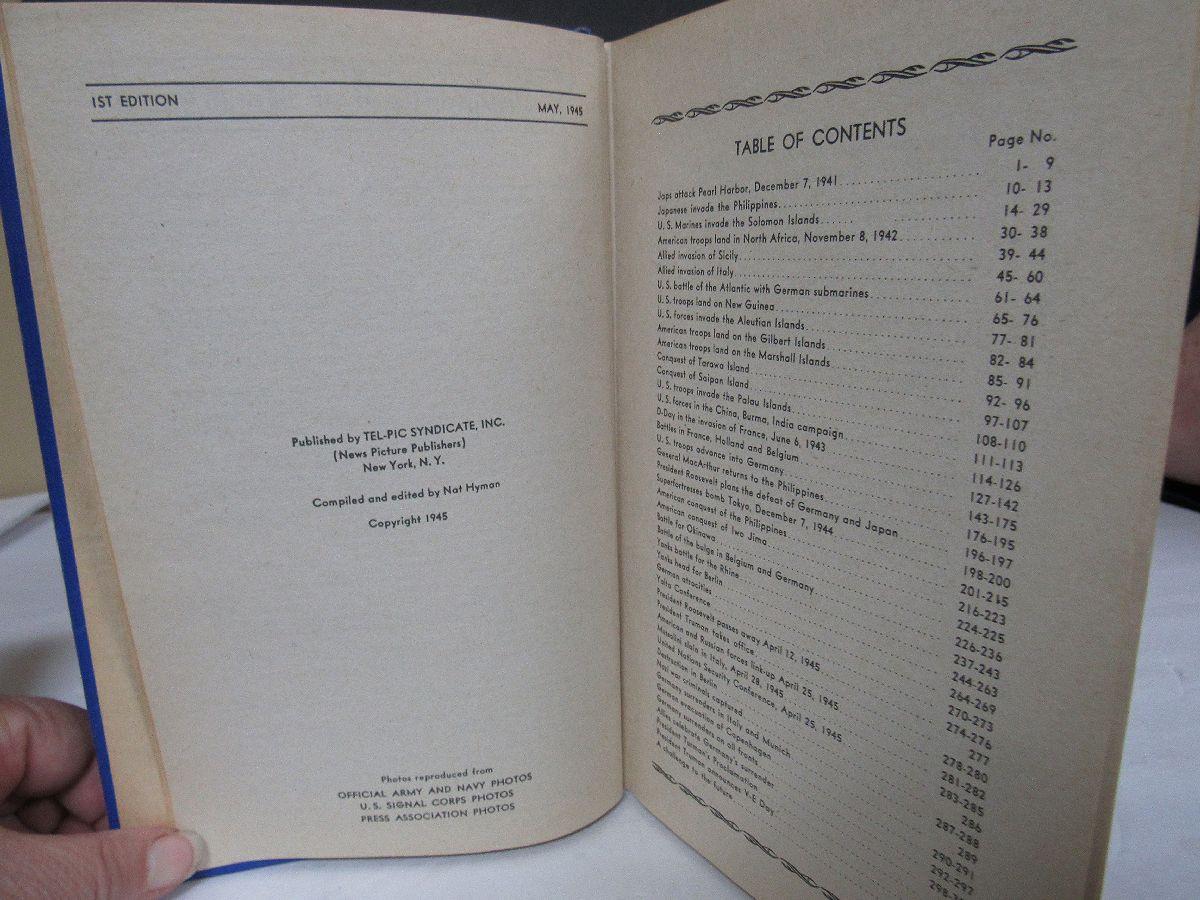 1ST EDITION MAY, 1945
Published by TEL-PIC SYNDICATE, INC.
(News Picture Publishers)
New York, N. Y.
Compiled and edited by Nat Hyman
Copyright 1945
Photos reproduced from
OFFICIAL ARMY AND NAVY PHOTOS
U. S. SIGNAL CORPS PHOTOS
PRESS ASSOCIATION PHOTOS
TABLE OF CONTENTS
Page No.
Japs attack Pearl Harbor, December 7, 1941 1- 9
Japanese invade the Philippines 10- 13
U. S. Marines invade the Solomon Islands 14- 29
American troops land in North Africa, November 8, 1942 30- 38
Allied invasion of Sicily 39- 44
Allied invasion of Italy 45- 60
U. S. battle of the Atlantic with German submarines 61- 64
U. S. troops land on New Guinea 65- 76
U. S. forces invade the Aleutian Islands 77- 81
American troops land on the Gilbert Islands 82- 84
American troops land on the Marshall Islands 85- 91
Conquest of Tarawa Island 92- 96
Conquest of Saipan Island 97-107
U. S. troops invade the Palau Islands 108-110
U. S. forces in the China, Burma, India campaign 111-113
D-Day in the invasion of France, June 6, 1943 114-126
Battles in France, Holland and Belgium 127-142
U. S. troops advance into Germany 143-175
General MacArthur returns to the Philippines 176-195
President Roosevelt plans the defeat of Germany and Japan 196-197
Superfortresses bomb Tokyo, December 7, 1944 198-200
American conquest of the Philippines 201-215
American conquest of Iwo Jima 216-223
Battle for Okinawa 224-225
Battle of the bulge in Belgium and Germany 226-236
Yanks battle for the Rhine 237-243
Yanks head for Berlin 244-263
German atrocities 264-269
Yalta Conference 270-273
President Roosevelt passes away April 12, 1945 274-276
President Truman takes office 277
American and Russian forces link-up April 25, 1945 278-280
Mussolini slain in Italy, April 28, 1945 281-282
United Nations Security Conference, April 25, 1945 283-285
Destruction in Berlin 286
Nazi war criminals captured 287-288
Germany surrenders in Italy and Munich 289
German evacuation of Copenhagen 290-291
Germany surrenders on all fronts 292-292
Allies celebrate Germany's surrender
President Turman's Proclamation
President Truman announces V-E Day
A challenge to the future